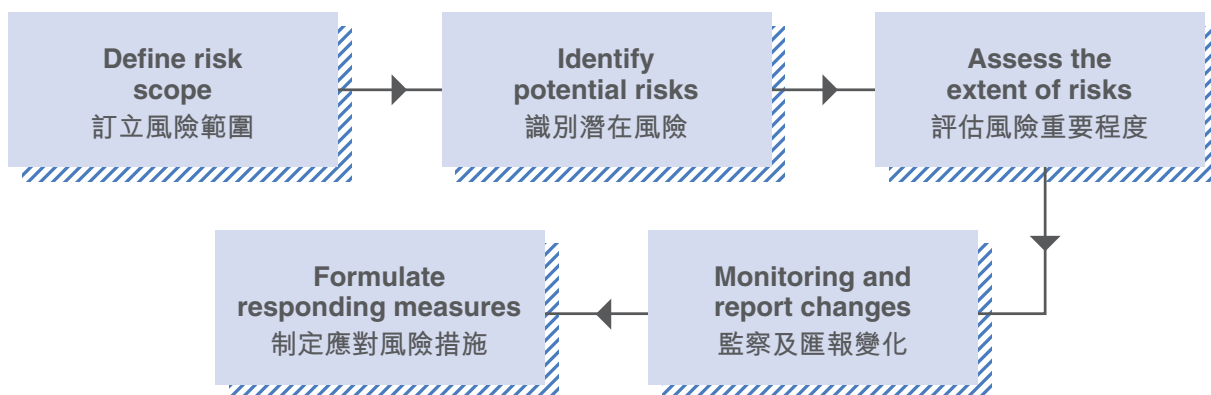 Define risk
scope
訂立風險範圍
Identify
potential risks
識別潛在風險
Assess the
extent of risks
評估風險重要程度
Monitoring and
report changes
監察及匯報變化
Formulate
responding measures
制定應對風險措施